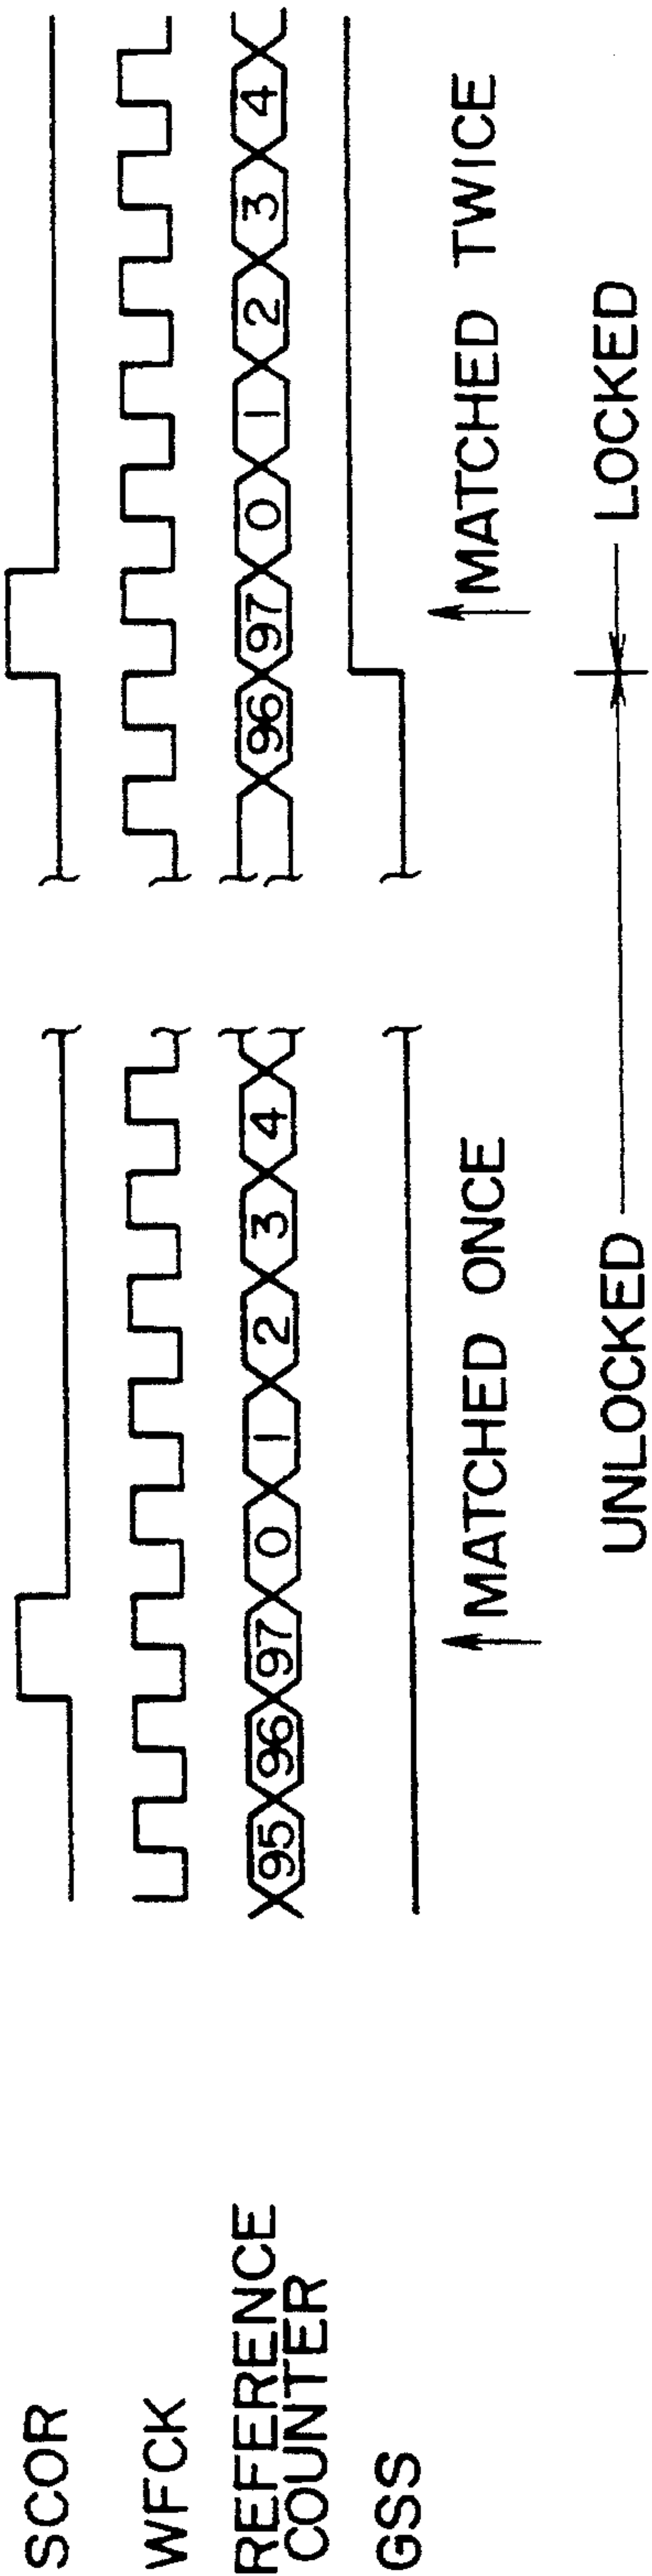 SCOR
WFCK
REFERENCE COUNTER
95 96 97 0 1 2 3 4
96 97 0 1 2 3 4
GSS
MATCHED ONCE
MATCHED TWICE
UNLOCKED
LOCKED